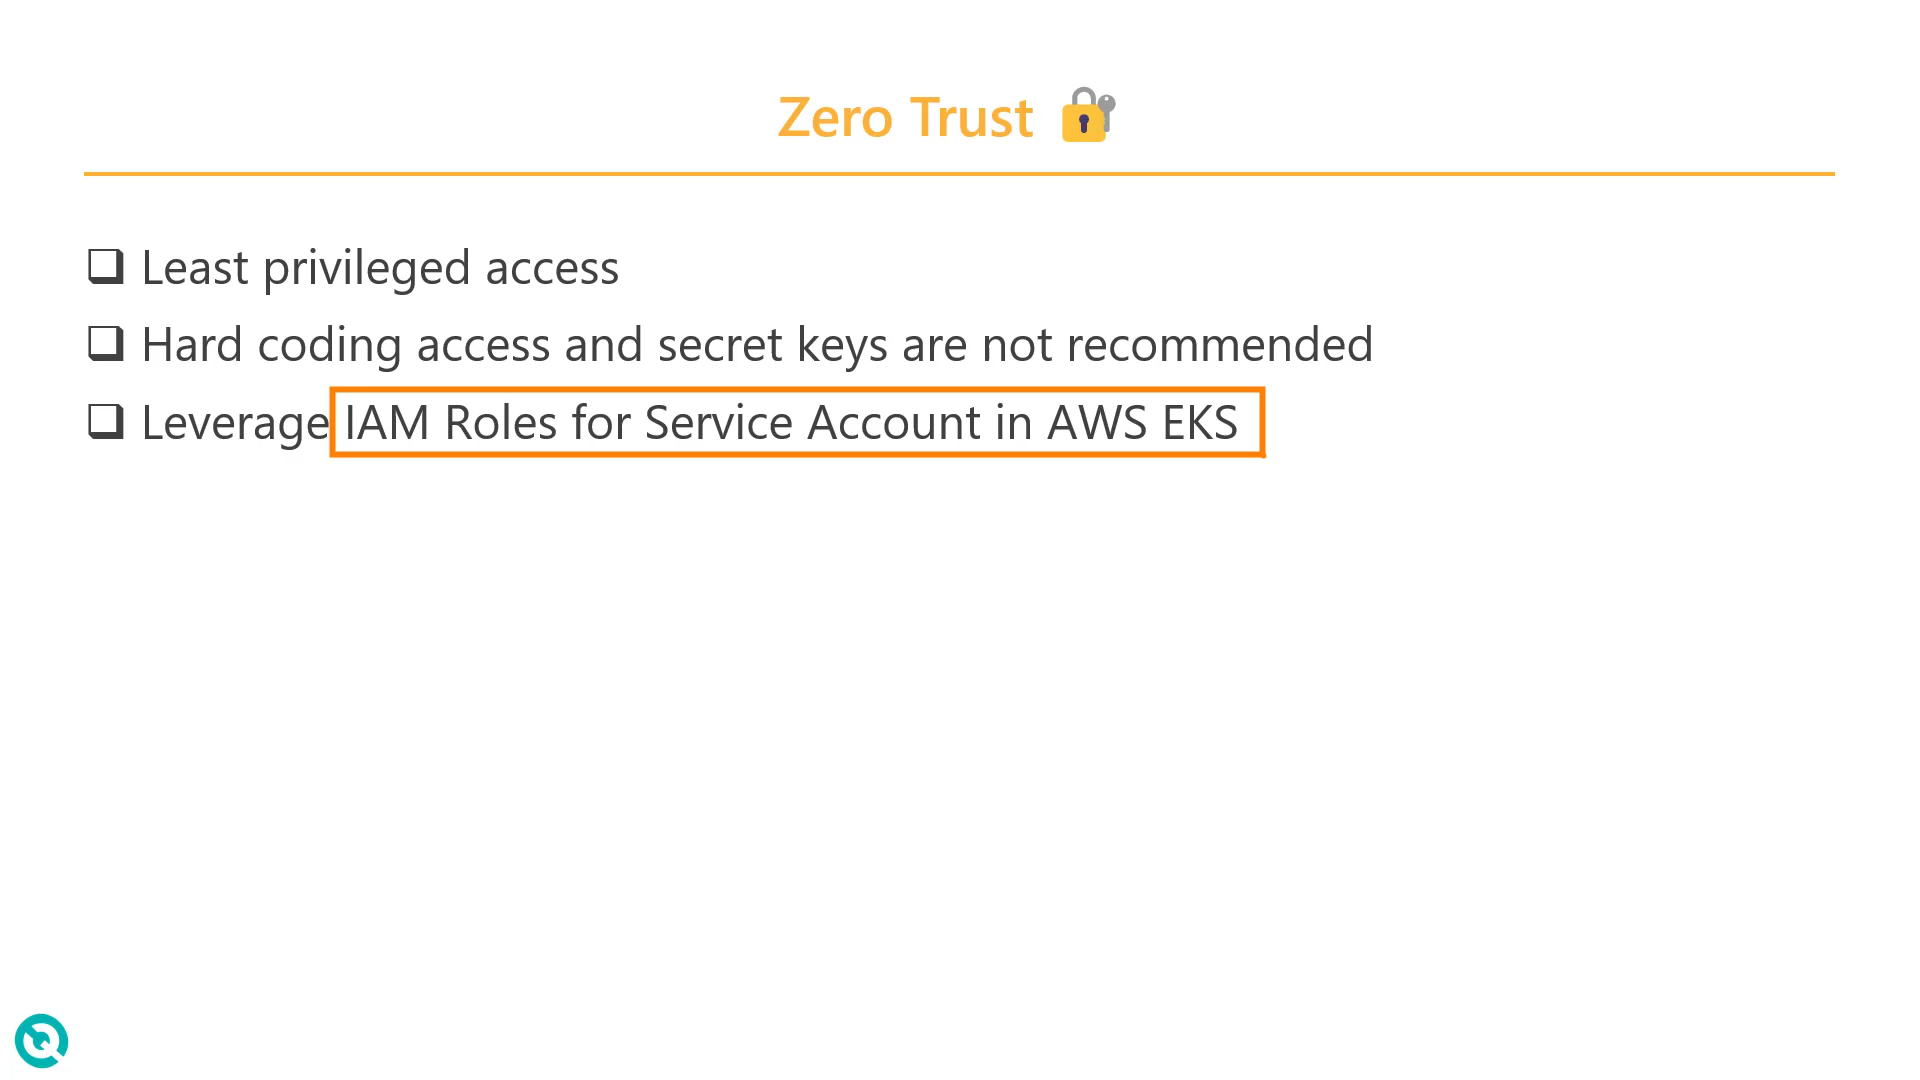 Zero Trust
Least privileged access
Hard coding access and secret keys are not recommended
Leverage IAM Roles for Service Account in AWS EKS